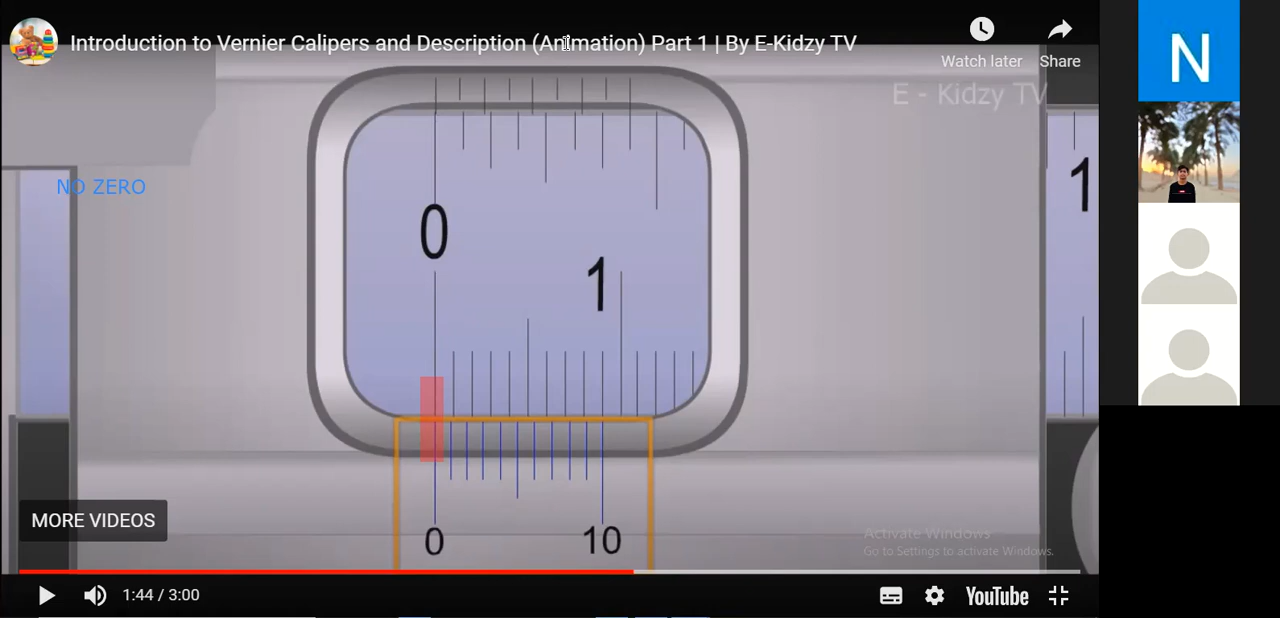 Introduction to Vernier Calipers and Description (Animation) Part 1 | By E-Kidzy TV
Watch later
Share
N
E - Kidzy TV
NO ZERO
0
1
1
MORE VIDEOS
0
10
Activate Windows
Go to Settings to activate Windows.
1:44 / 3:00
YouTube